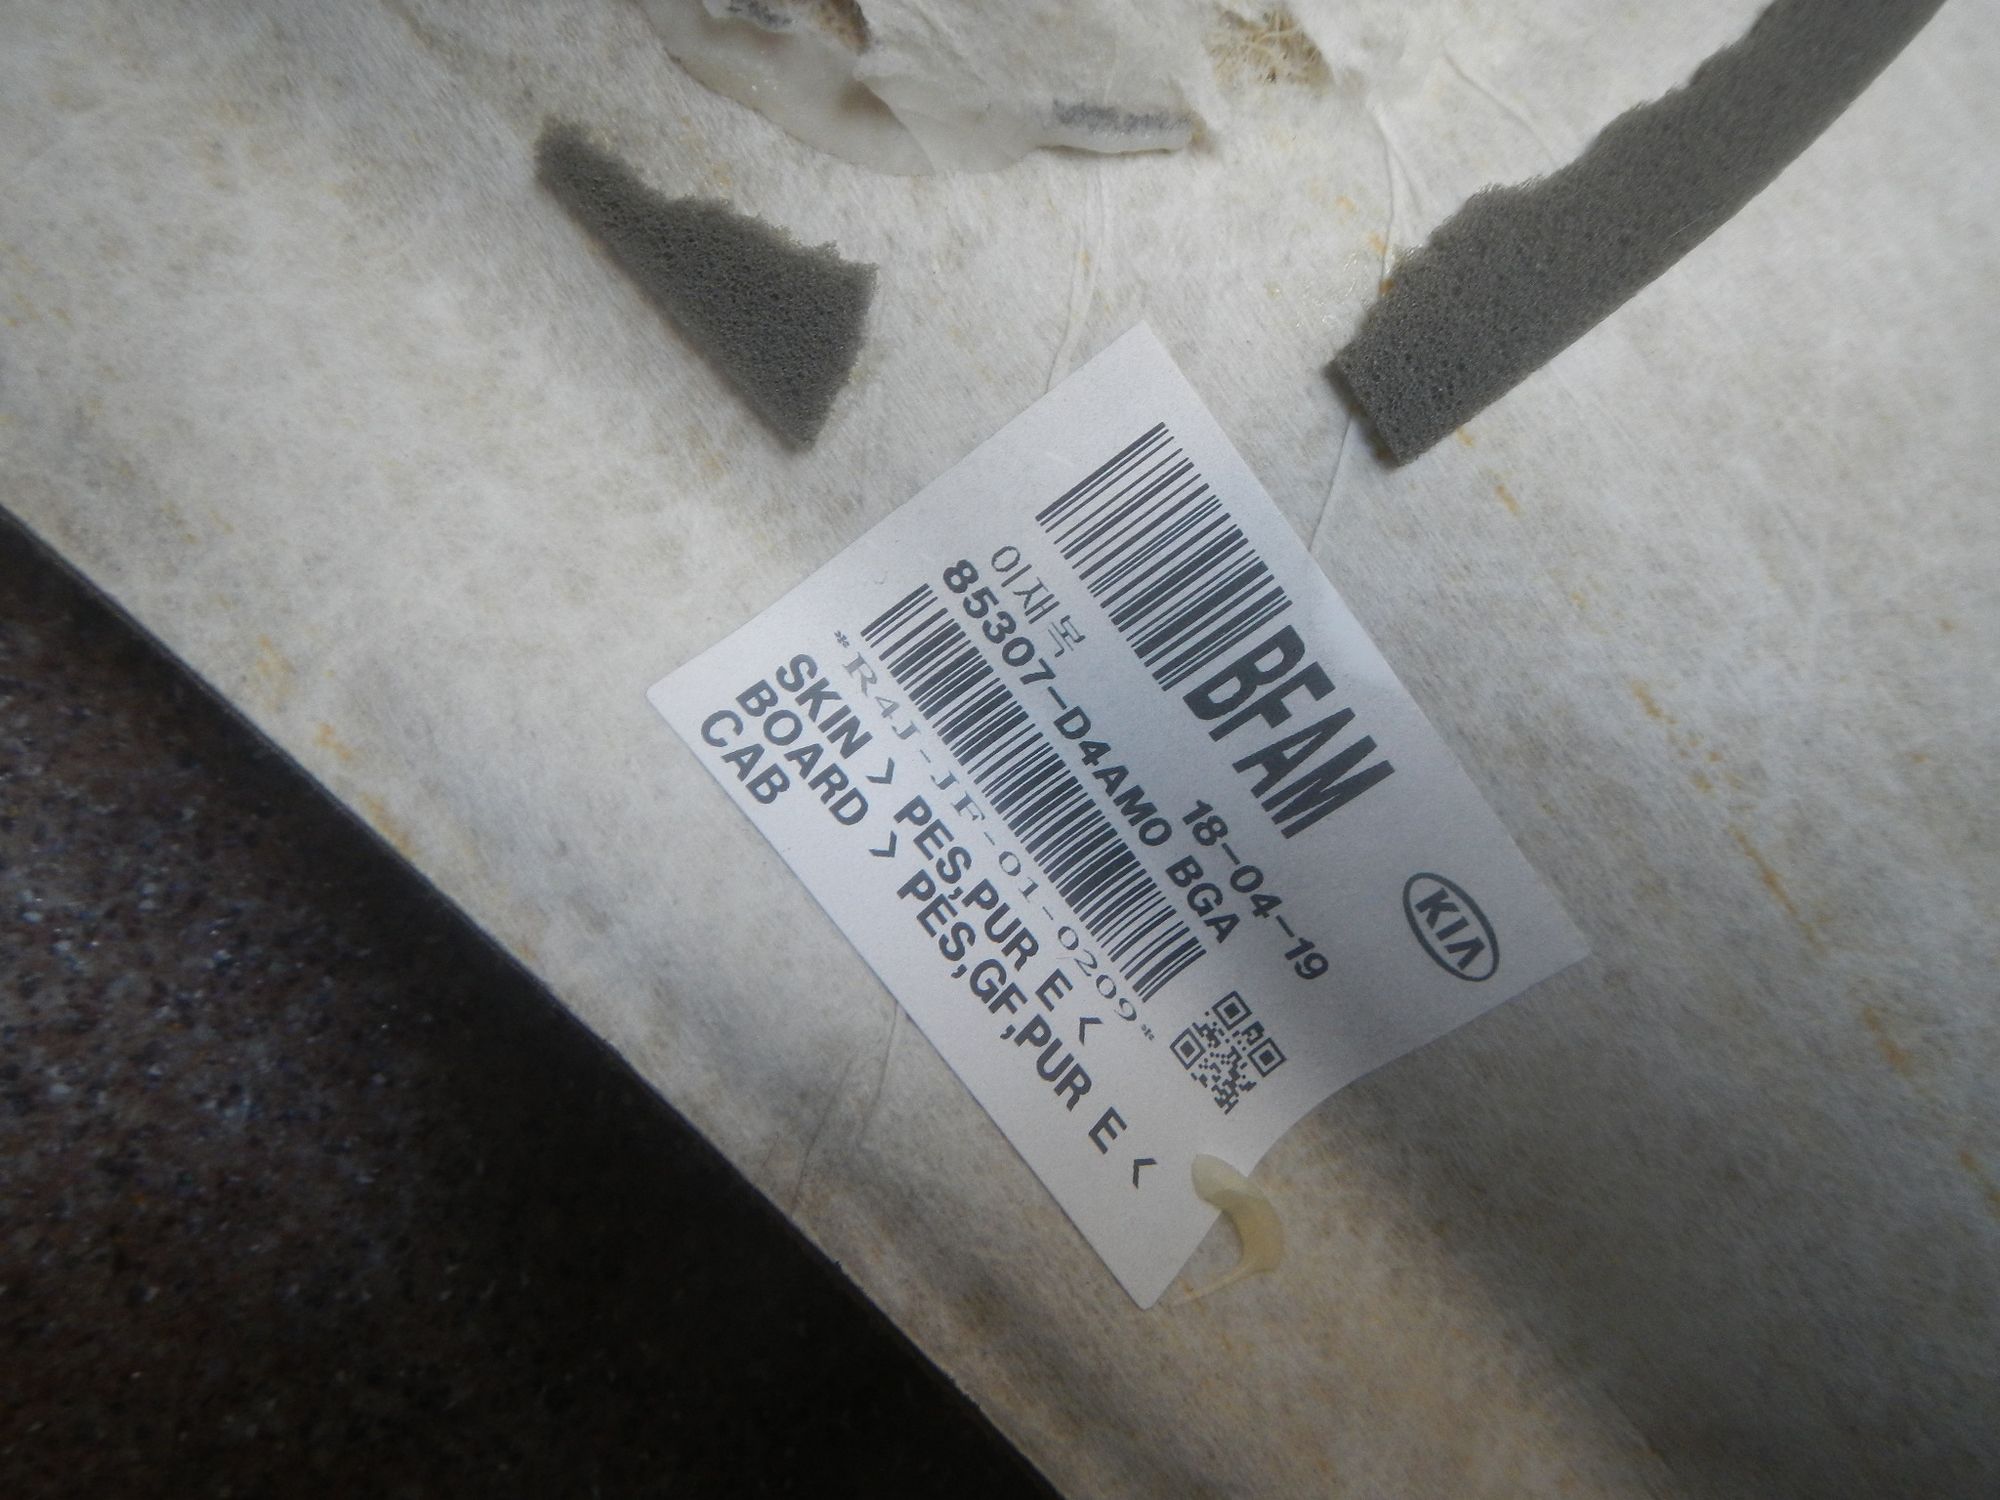 BFAM
KIA
18-04-19
이재복
85307-D4AM0 BGA
*R4J-JF-01-0209*
SKIN > PES,PUR E <
BOARD > PES,GF,PUR E <
CAB